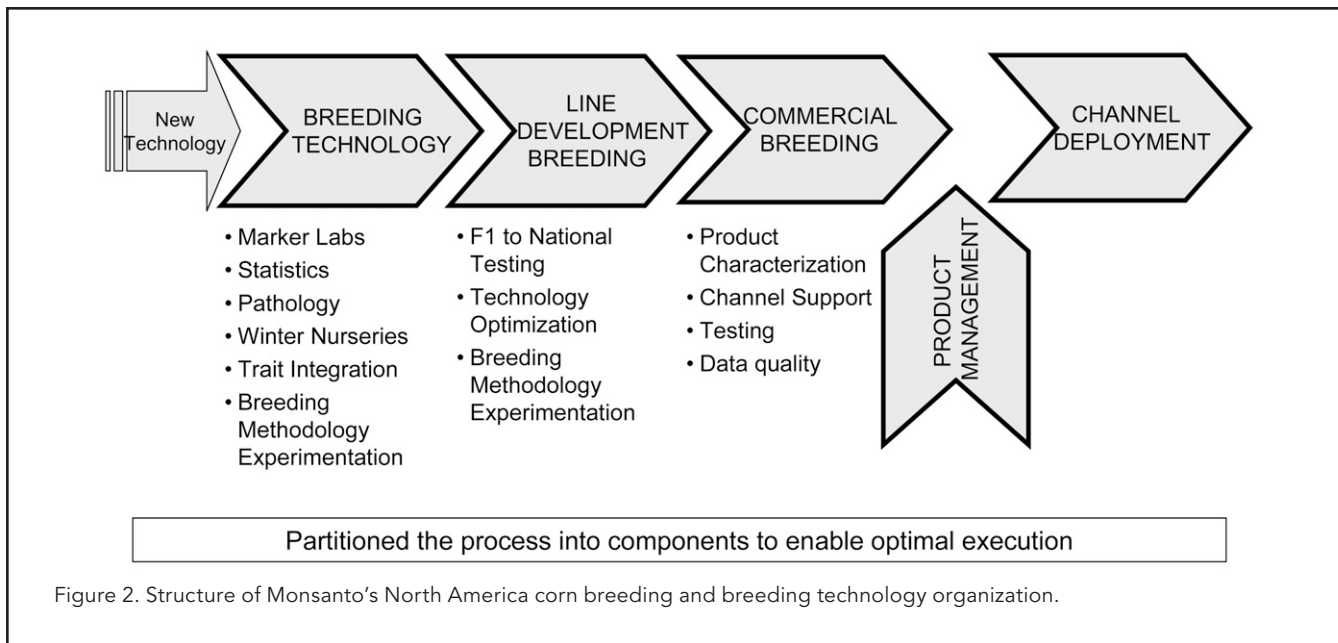 New
Technology
BREEDING
TECHNOLOGY
LINE
DEVELOPMENT
BREEDING
COMMERCIAL
BREEDING
CHANNEL
DEPLOYMENT
• Marker Labs
• Statistics
• Pathology
• Winter Nurseries
• Trait Integration
• Breeding
Methodology
Experimentation
• F1 to National
Testing
• Technology
Optimization
• Breeding
Methodology
Experimentation
• Product
Characterization
• Channel Support
• Testing
• Data quality
PRODUCT
MANAGEMENT
Partitioned the process into components to enable optimal execution
Figure 2. Structure of Monsanto's North America corn breeding and breeding technology organization.